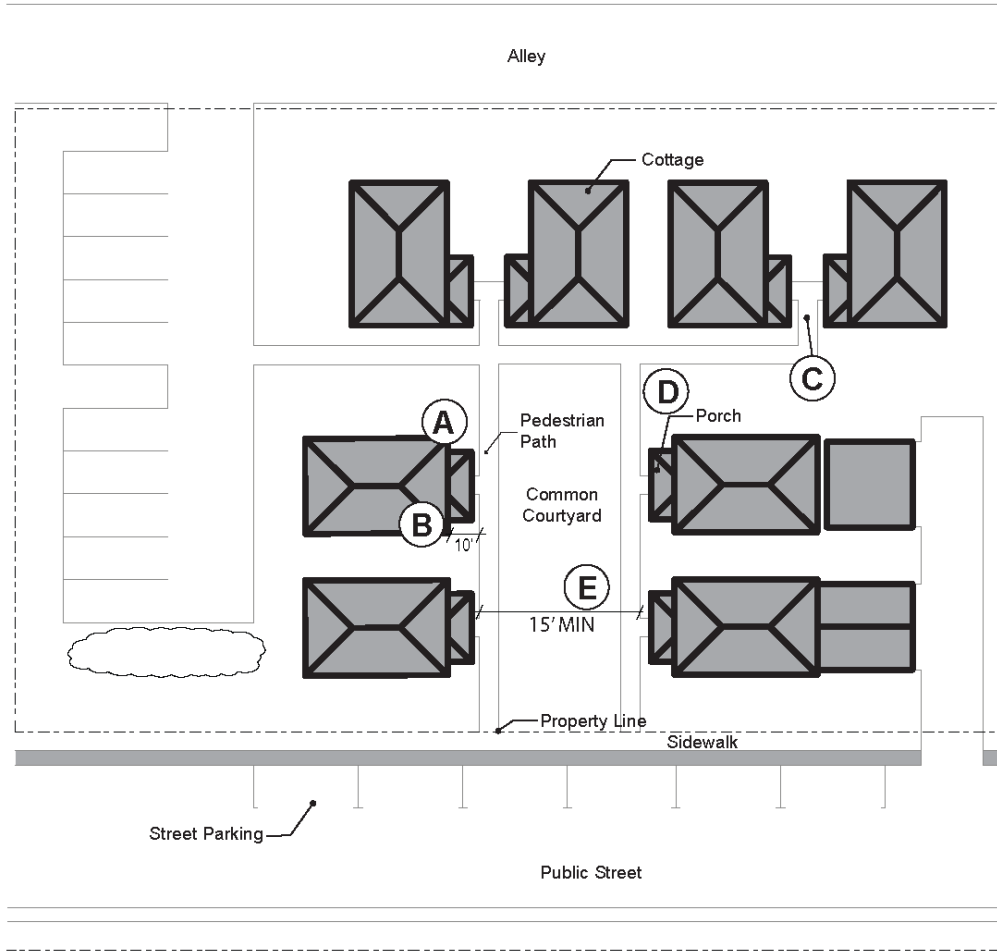 Alley
Cottage
C
D
A
Porch
Pedestrian
Path
Common
Courtyard
B
10'
E
15' MIN
Property Line
Sidewalk
Street Parking
Public Street